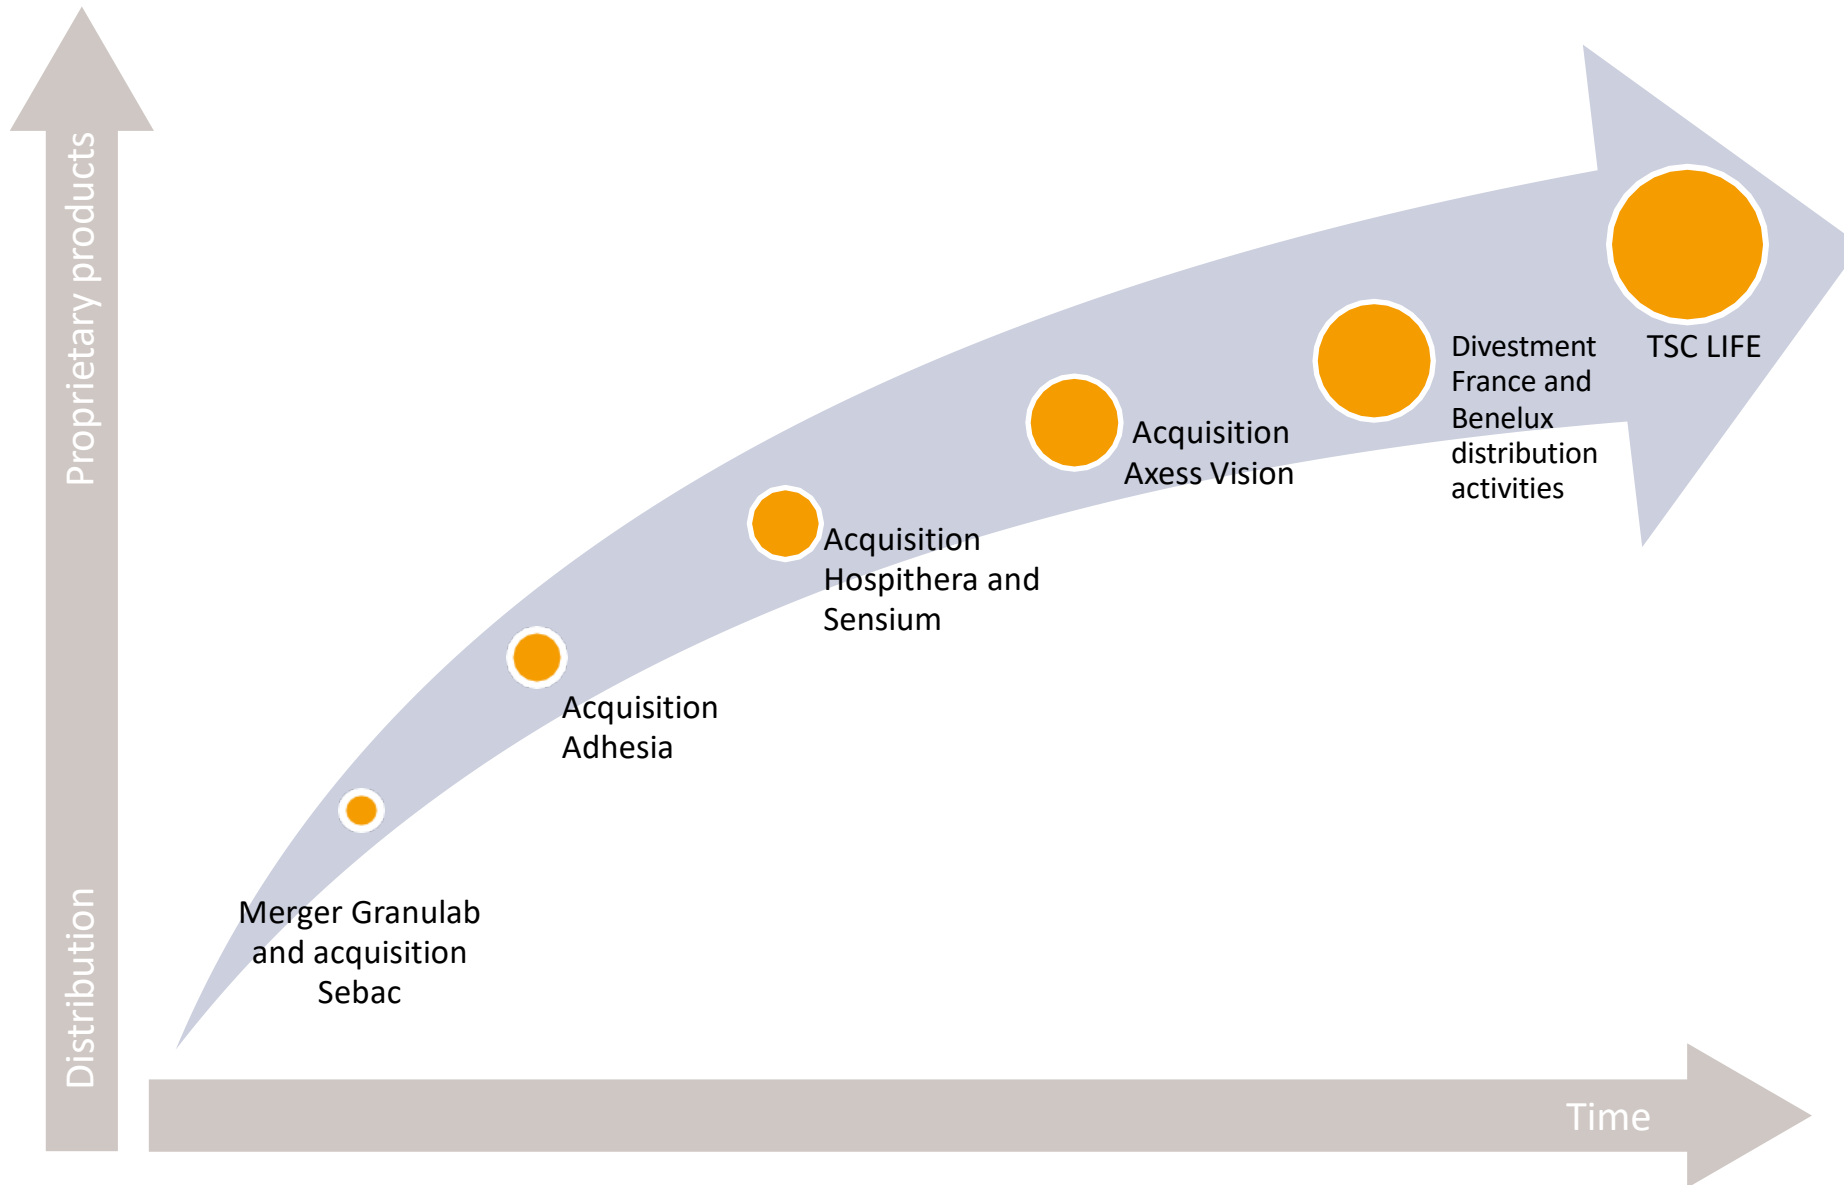 Proprietary products
Distribution
Merger Granulab
and acquisition
Sebac
Acquisition
Adhesia
Acquisition
Hospithera and
Sensium
Acquisition
Axess Vision
Divestment
France and
Benelux
distribution
activities
TSC LIFE
Time